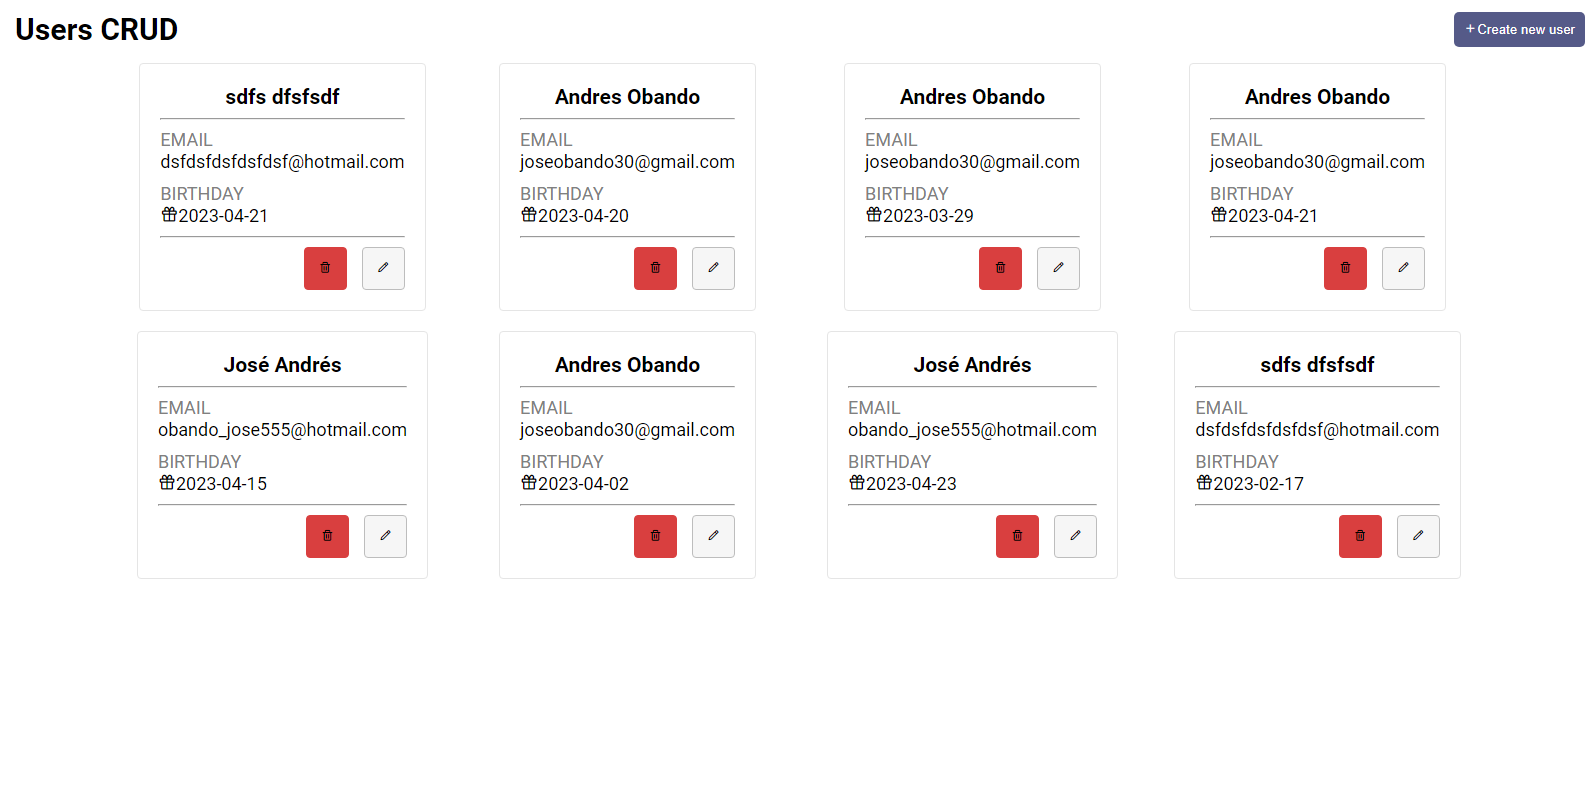 Users CRUD
+ Create new user
sdfs dfsfsdf
EMAIL
dsfdsfdsfdsfdsf@hotmail.com
BIRTHDAY
2023-04-21
Andres Obando
EMAIL
joseobando30@gmail.com
BIRTHDAY
2023-04-20
Andres Obando
EMAIL
joseobando30@gmail.com
BIRTHDAY
2023-03-29
Andres Obando
EMAIL
joseobando30@gmail.com
BIRTHDAY
2023-04-21
José Andrés
EMAIL
obando_jose555@hotmail.com
BIRTHDAY
2023-04-15
Andres Obando
EMAIL
joseobando30@gmail.com
BIRTHDAY
2023-04-02
José Andrés
EMAIL
obando_jose555@hotmail.com
BIRTHDAY
2023-04-23
sdfs dfsfsdf
EMAIL
dsfdsfdsfdsfdsf@hotmail.com
BIRTHDAY
2023-02-17